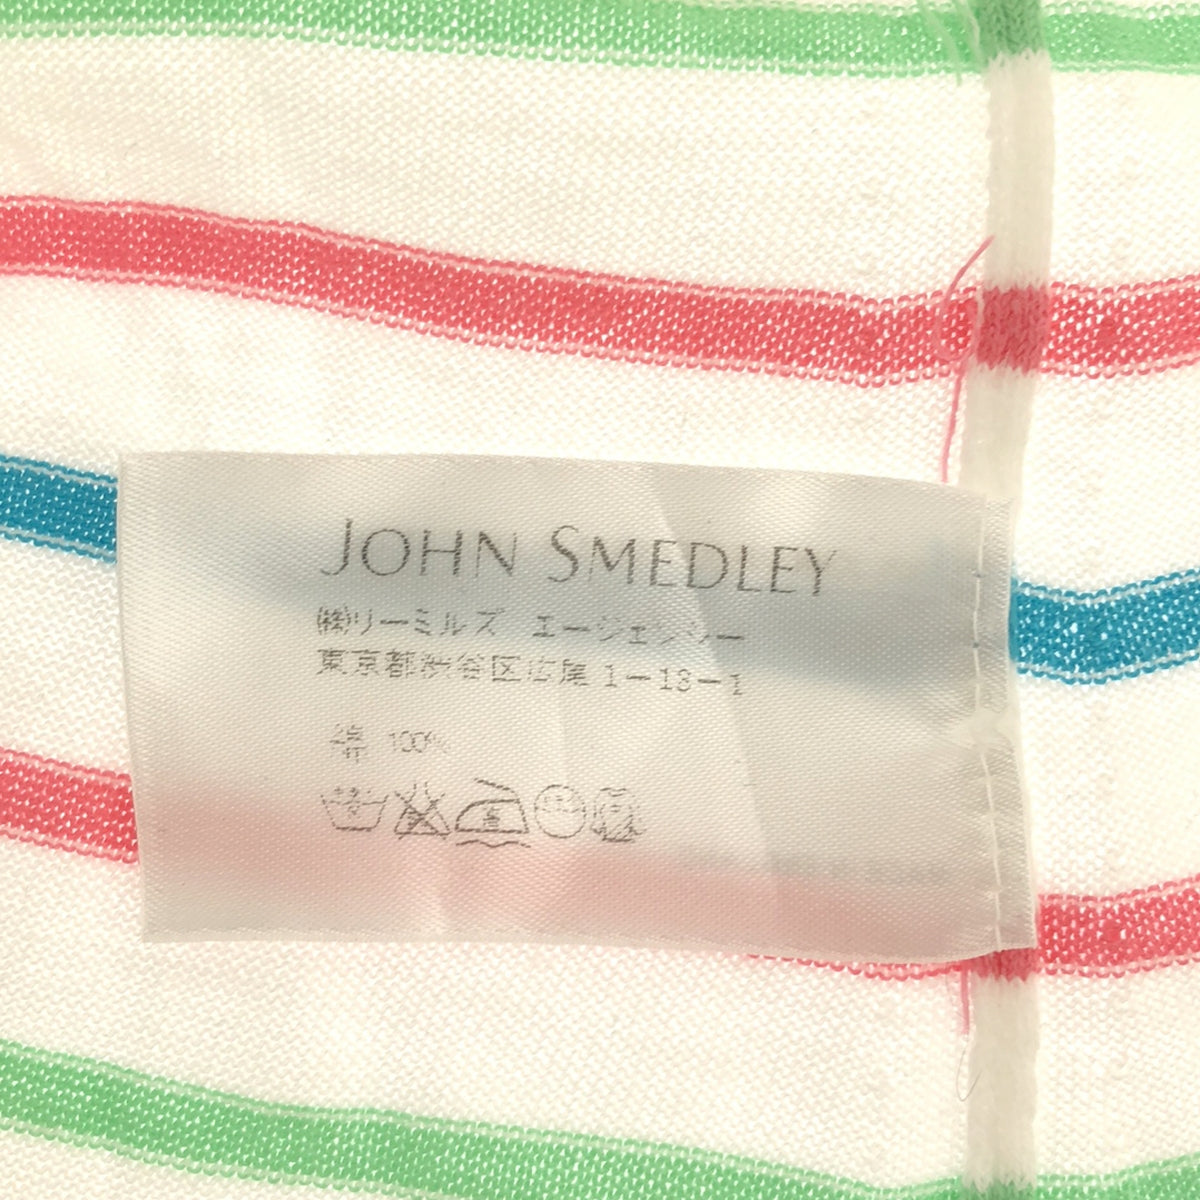 JOHN SMEDLEY
㈱リーミルズ エージェンシー
東京都渋谷区広尾1-13-1
綿 100%